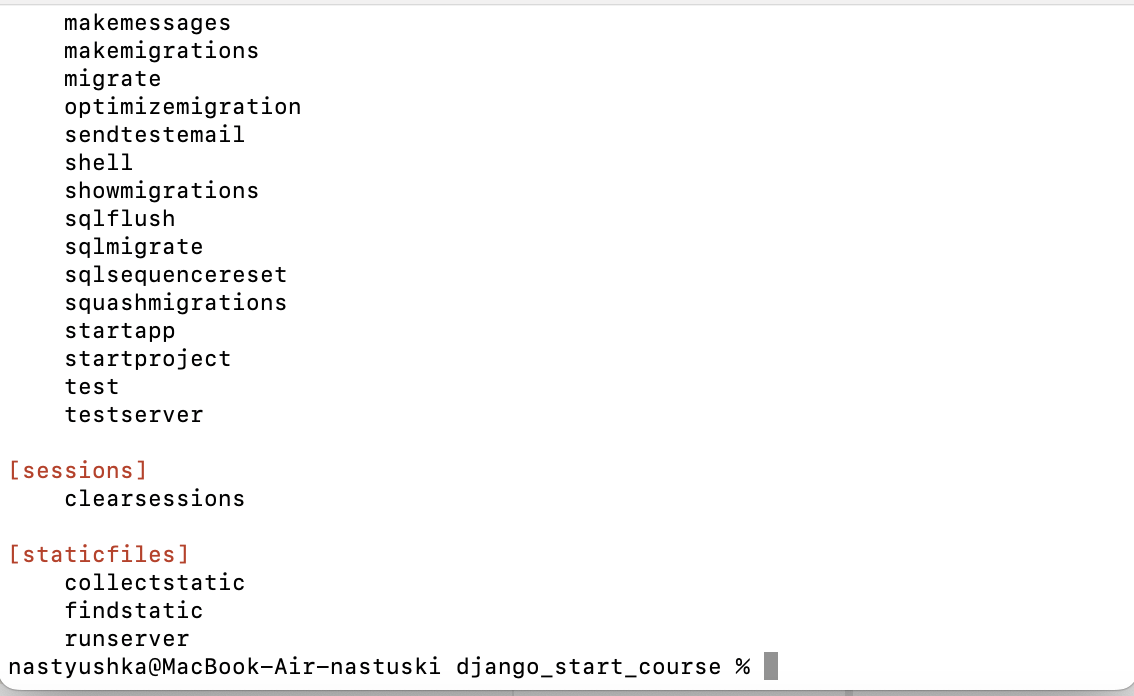 makemessages
makemigrations
migrate
optimizemigration
sendtestemail
shell
showmigrations
sqlflush
sqlmigrate
sqlsequencereset
squashmigrations
startapp
startproject
test
testserver
[sessions]
clearsessions
[staticfiles]
collectstatic
findstatic
runserver
nastyushka@MacBook-Air-nastuski django_start_course %